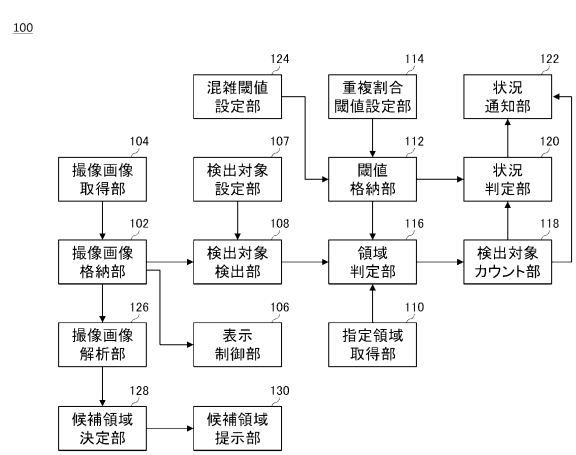 100
124
混雑閾値
設定部
114
重複割合
閾値設定部
122
状況
通知部
104
撮像画像
取得部
107
検出対象
設定部
112
閾値
格納部
120
状況
判定部
102
撮像画像
格納部
108
検出対象
検出部
116
領域
判定部
118
検出対象
カウント部
126
撮像画像
解析部
106
表示
制御部
110
指定領域
取得部
128
候補領域
決定部
130
候補領域
提示部